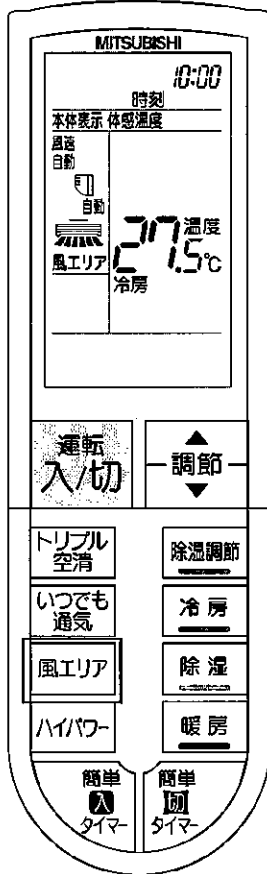 MITSUBISHI
10:00
時刻
本体表示 体感温度
風速
自動
自動
風エリア
27.5℃
温度
冷房
運転
入/切
調節
トリプル
空清
除湿調節
いつでも
通気
冷房
風エリア
除湿
ハイパワー
暖房
簡単
入
タイマー
簡単
切
タイマー